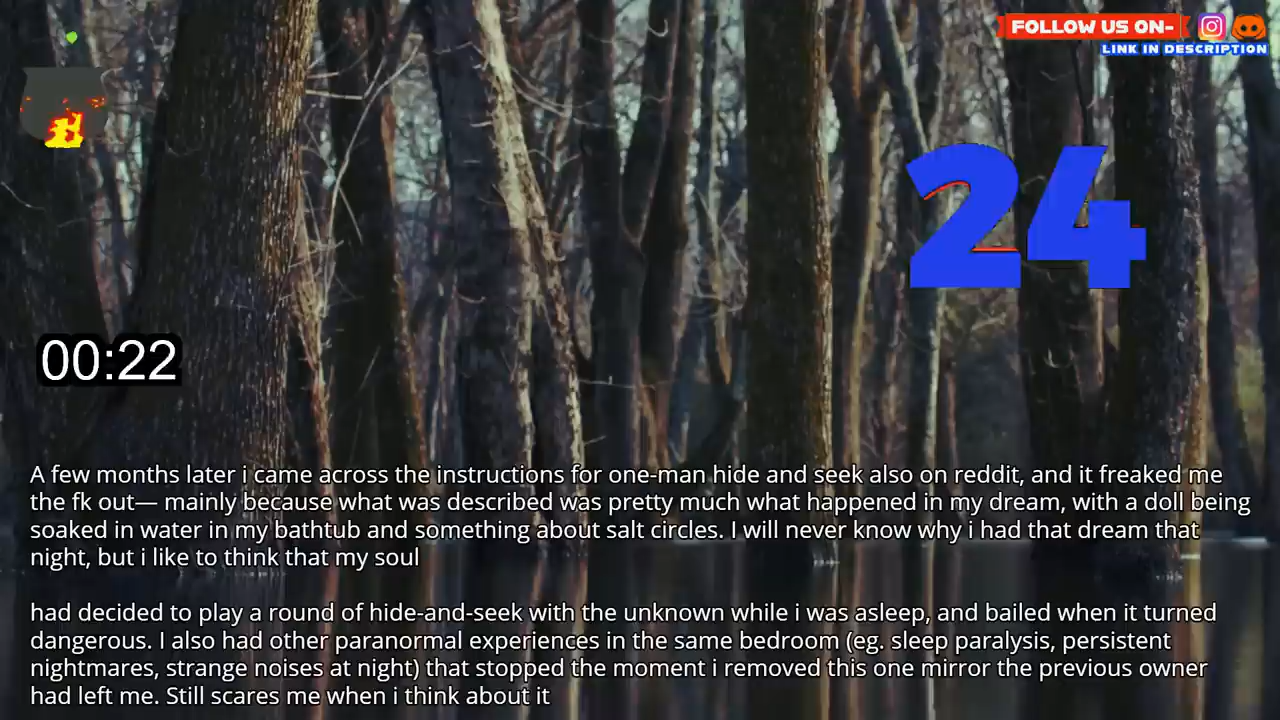 FOLLOW US ON-
LINK IN DESCRIPTION
24
00:22
A few months later i came across the instructions for one-man hide and seek also on reddit, and it freaked me
the fk out— mainly because what was described was pretty much what happened in my dream, with a doll being
soaked in water in my bathtub and something about salt circles. I will never know why i had that dream that
night, but i like to think that my soul
had decided to play a round of hide-and-seek with the unknown while i was asleep, and bailed when it turned
dangerous. I also had other paranormal experiences in the same bedroom (eg. sleep paralysis, persistent
nightmares, strange noises at night) that stopped the moment i removed this one mirror the previous owner
had left me. Still scares me when i think about it